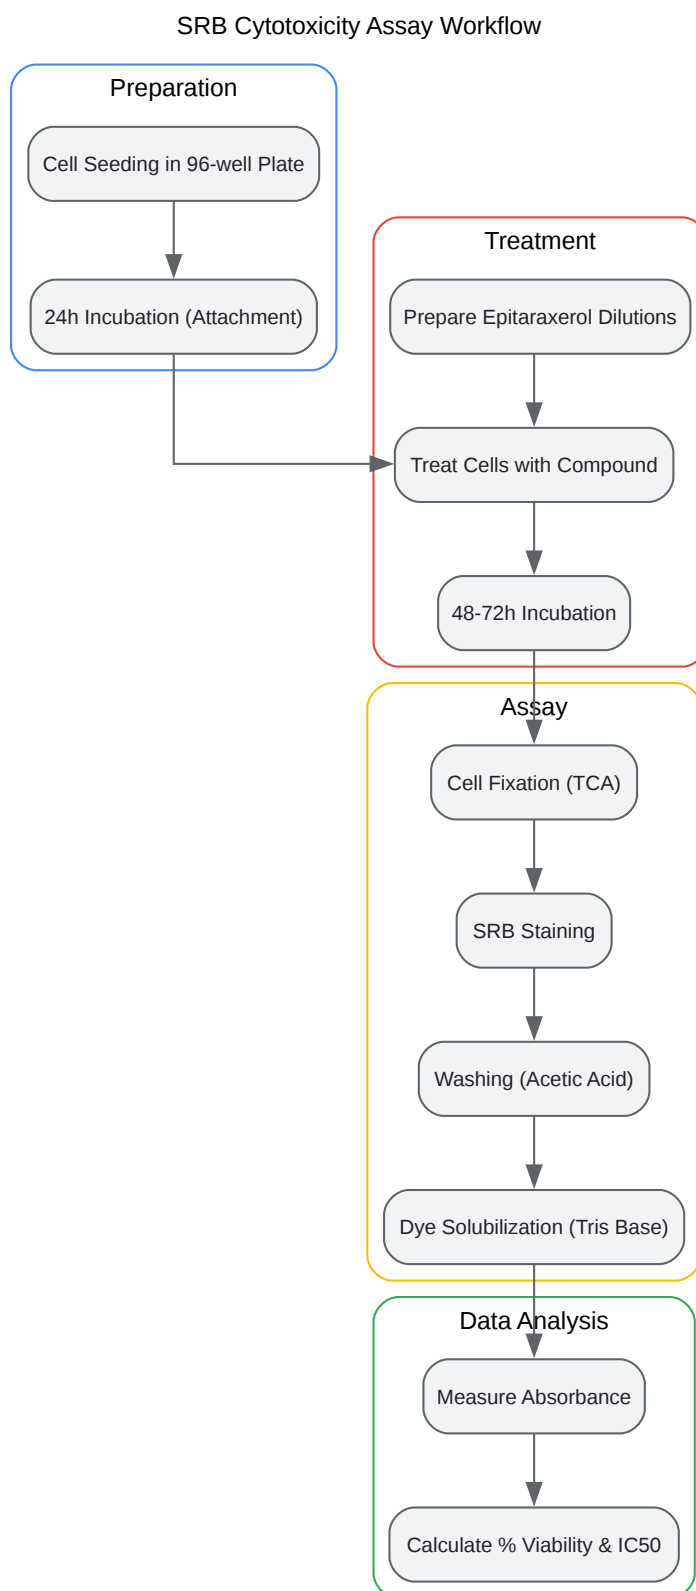 SRB Cytotoxicity Assay Workflow
Preparation
Cell Seeding in 96-well Plate
24h Incubation (Attachment)
Treatment
Prepare Epitaraxerol Dilutions
Treat Cells with Compound
48-72h Incubation
Assay
Cell Fixation (TCA)
SRB Staining
Washing (Acetic Acid)
Dye Solubilization (Tris Base)
Data Analysis
Measure Absorbance
Calculate % Viability & IC50